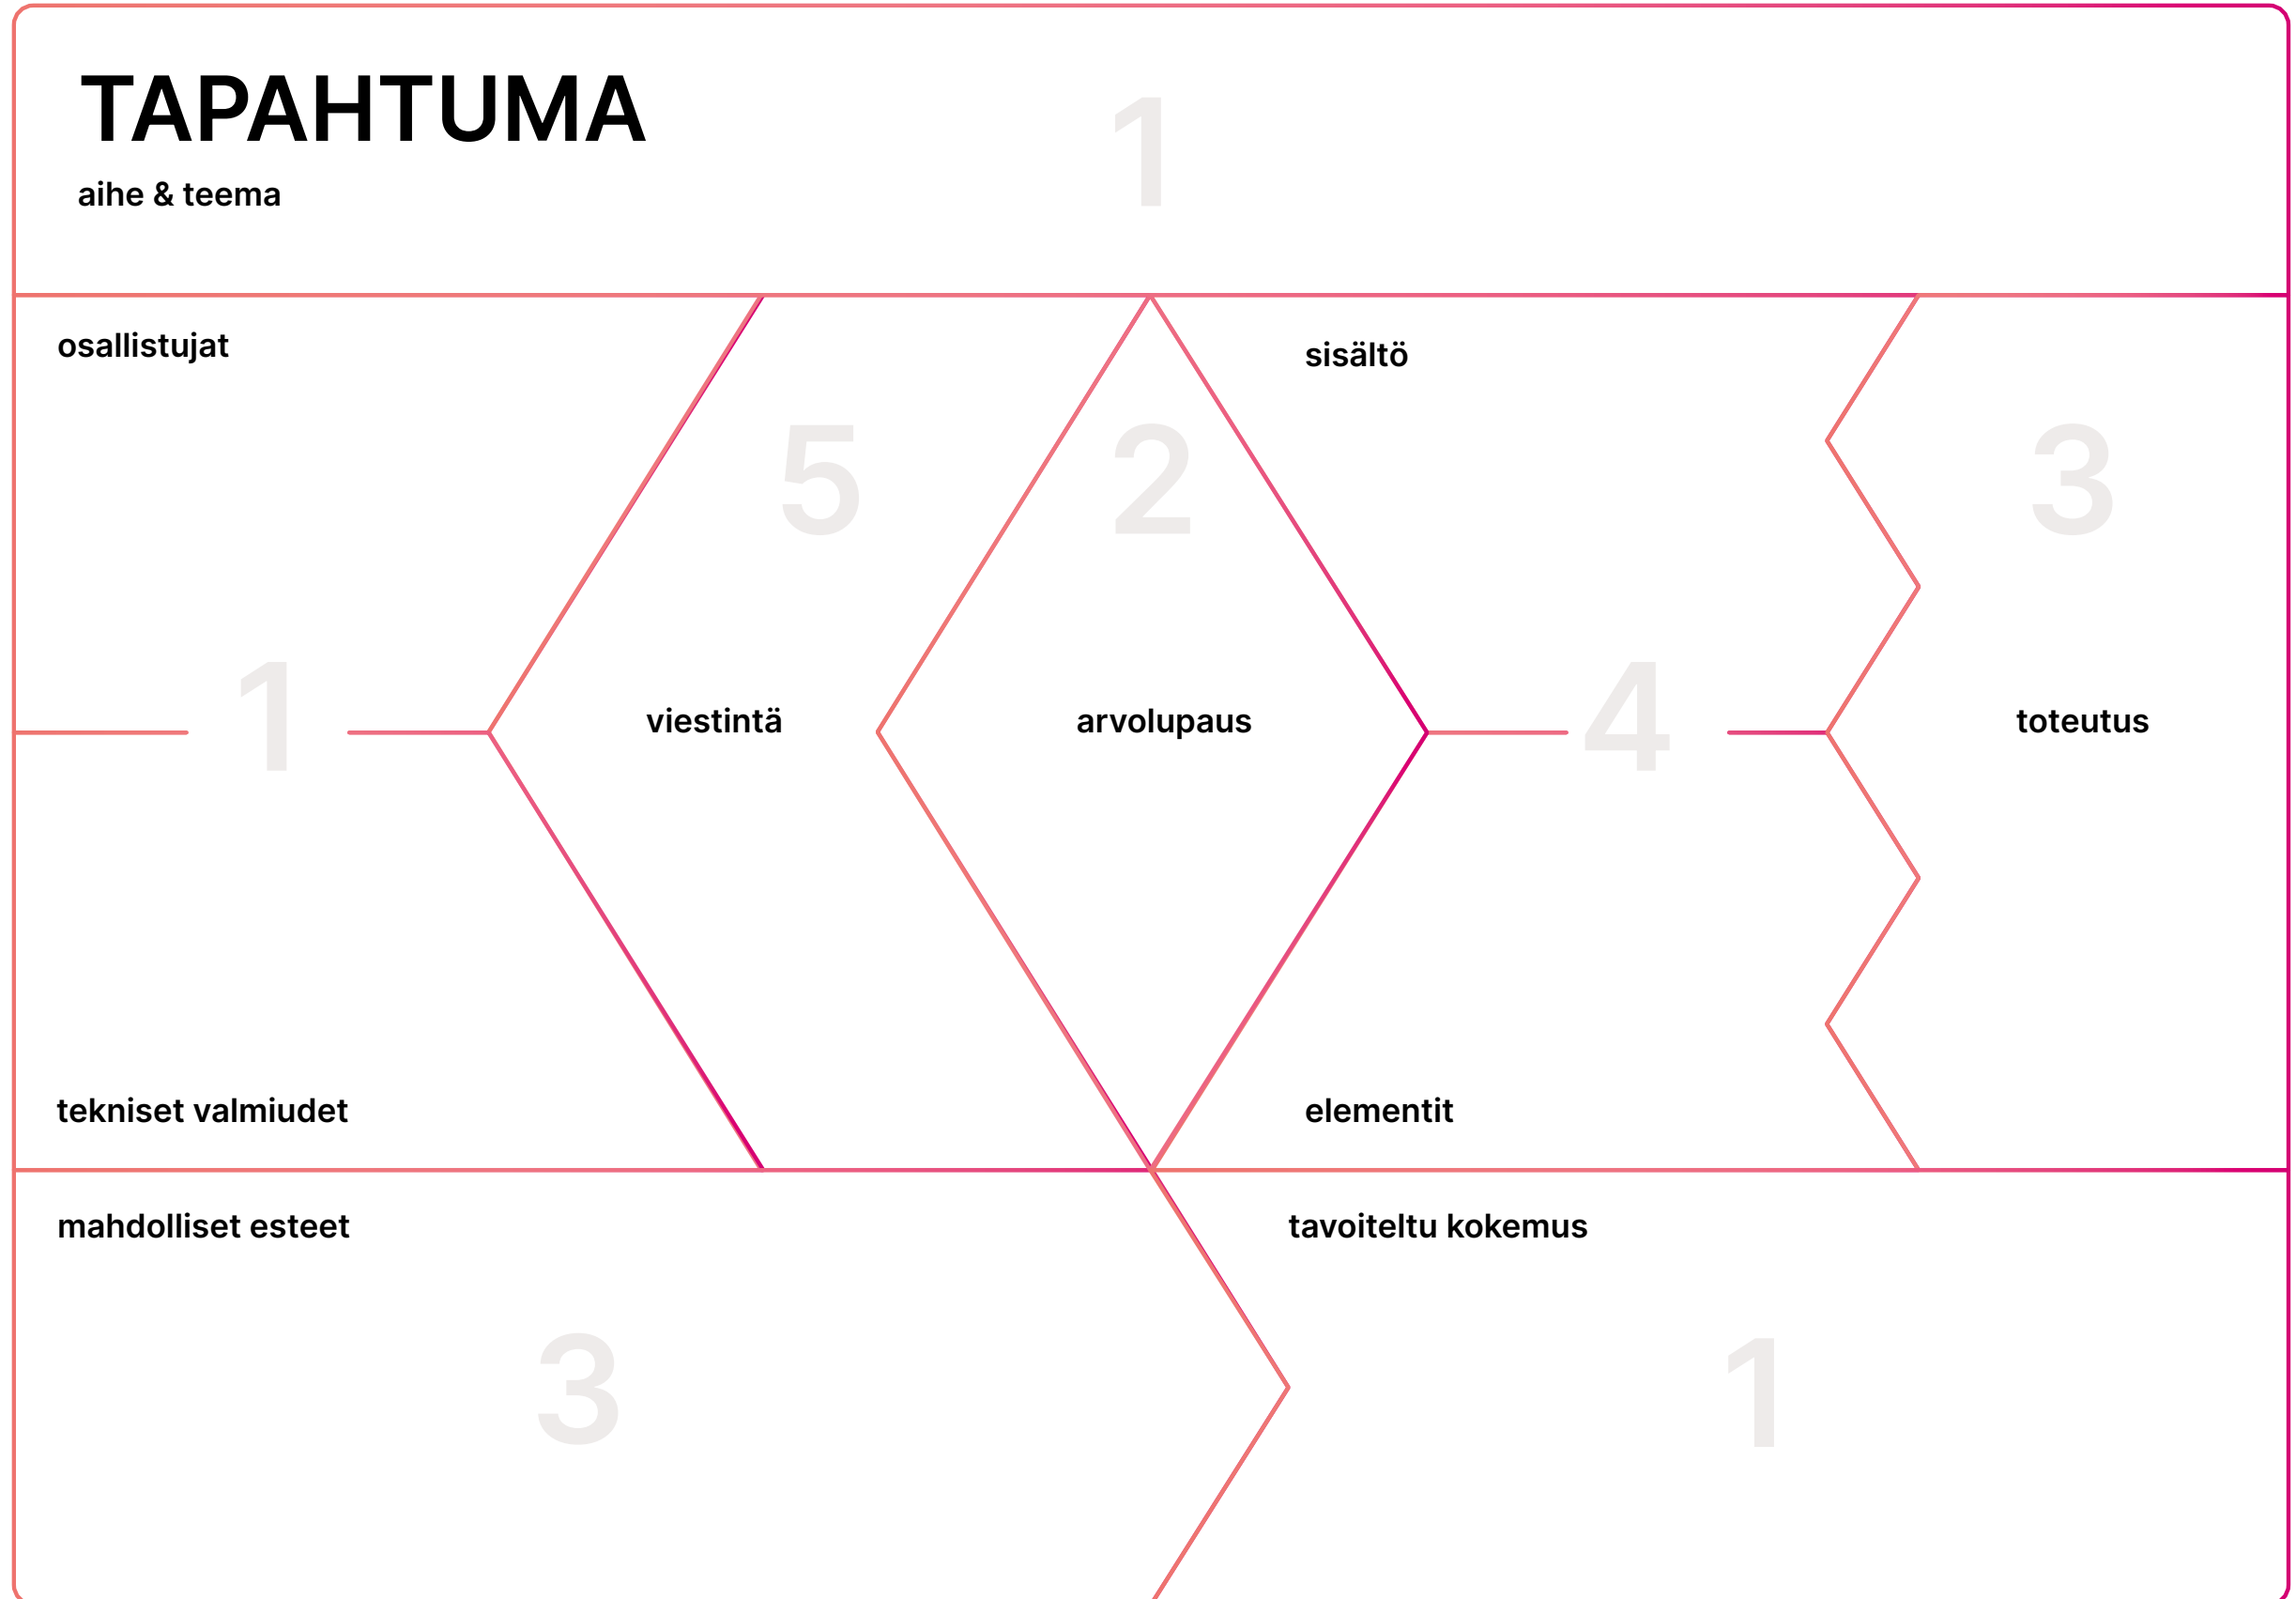 TAPAHTUMA
aihe & teema
1
osallistujat
1
tekniset valmiudet
5
viestintä
2
arvolupaus
sisältö
4
elementit
3
toteutus
mahdolliset esteet
3
tavoiteltu kokemus
1